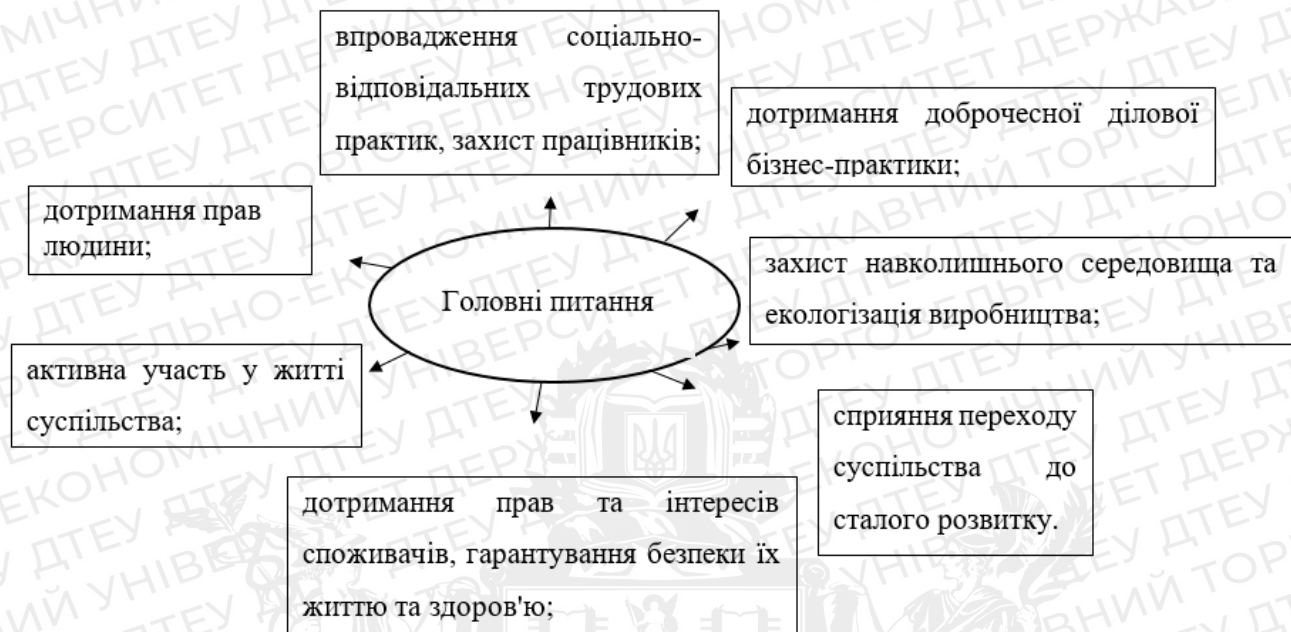 впровадження соціально-
відповідальних трудових
практик, захист працівників;
дотримання доброчесної ділової
бізнес-практики;
дотримання прав
людини;
захист навколишнього середовища та
екологізація виробництва;
Головні питання
активна участь у житті
суспільства;
сприяння переходу
суспільства до
сталого розвитку.
дотримання прав та інтересів
споживачів, гарантування безпеки їх
життю та здоров'ю;